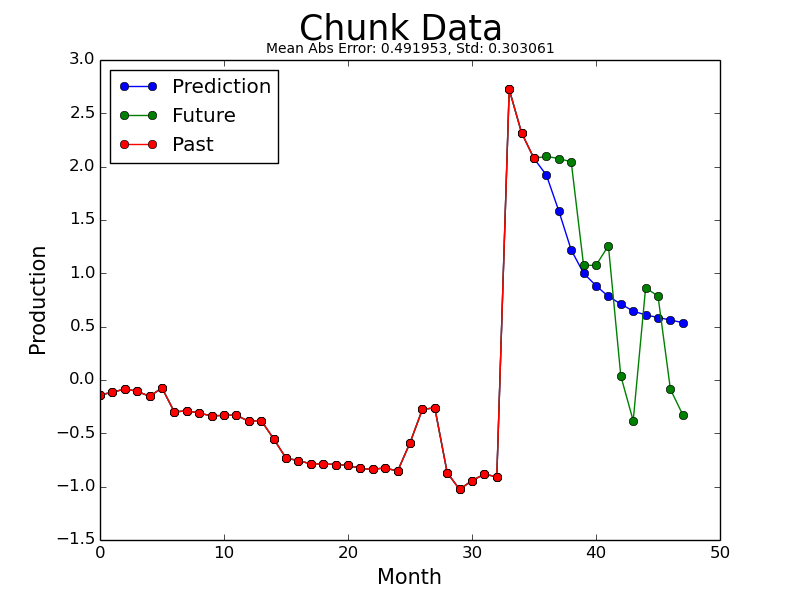 Chunk Data
Mean Abs Error: 0.491953, Std: 0.303061
3.0
2.5
2.0
1.5
1.0
0.5
0.0
−0.5
−1.0
−1.5
Production
Prediction
Future
Past
0 10 20 30 40 50
Month